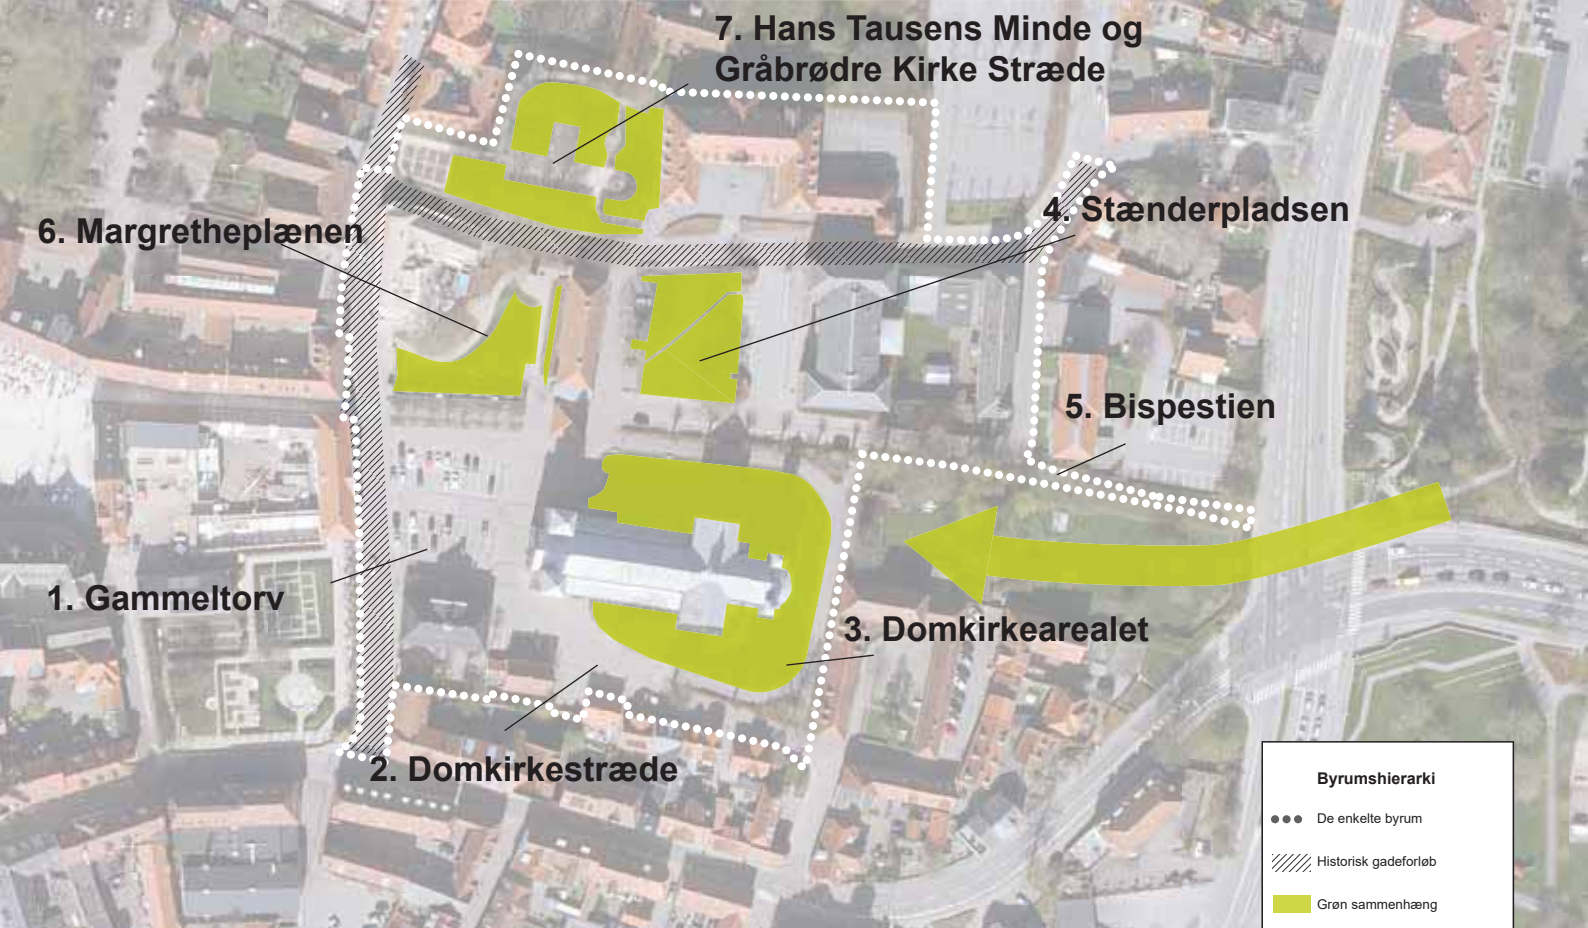 7. Hans Tausens Minde og
Gråbrødre Kirke Stræde
4. Stænderpladsen
6. Margretheplænen
5. Bispestien
1. Gammeltorv
3. Domkirkearealet
2. Domkirkestræde
Byrumshierarki
De enkelte byrum
Historisk gadeforløb
Grøn sammenhæng